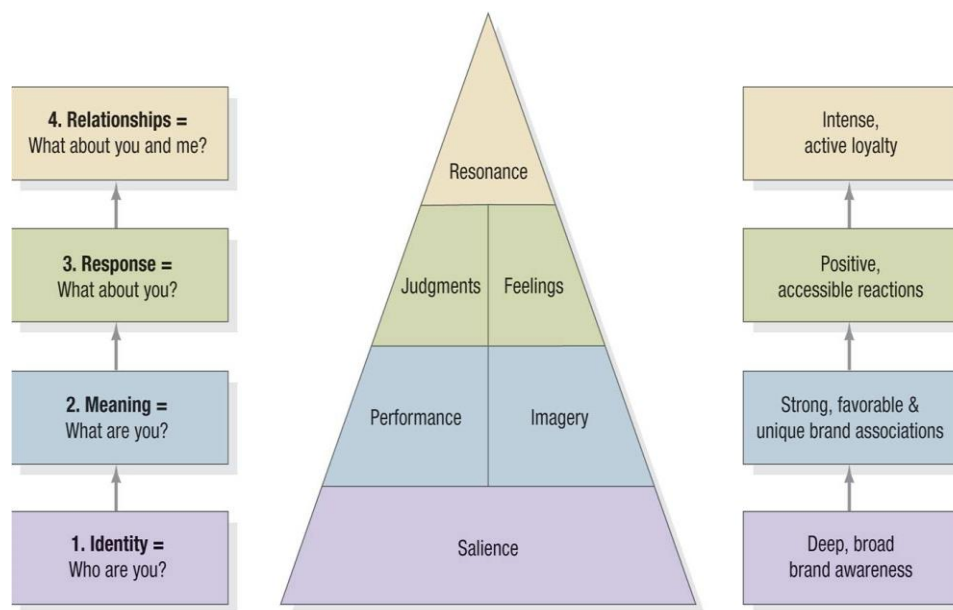 4. Relationships =
What about you and me?
3. Response =
What about you?
2. Meaning =
What are you?
1. Identity =
Who are you?
Resonance
Judgments
Feelings
Performance
Imagery
Salience
Intense,
active loyalty
Positive,
accessible reactions
Strong, favorable &
unique brand associations
Deep, broad
brand awareness